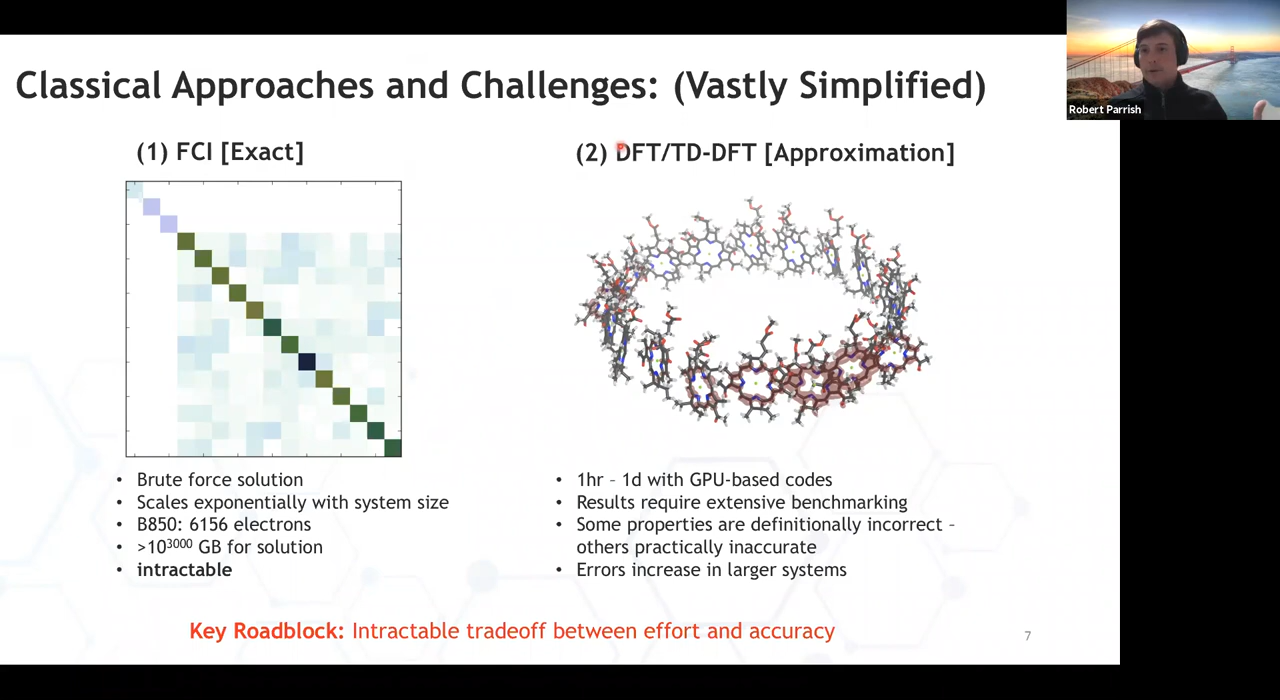 Classical Approaches and Challenges: (Vastly Simplified)
Robert Parrish
(1) FCI [Exact]
• Brute force solution
• Scales exponentially with system size
• B850: 6156 electrons
• >10³⁰⁰⁰ GB for solution
• intractable
(2) DFT/TD-DFT [Approximation]
• 1hr – 1d with GPU-based codes
• Results require extensive benchmarking
• Some properties are definitionally incorrect –
others practically inaccurate
• Errors increase in larger systems
Key Roadblock: Intractable tradeoff between effort and accuracy
7